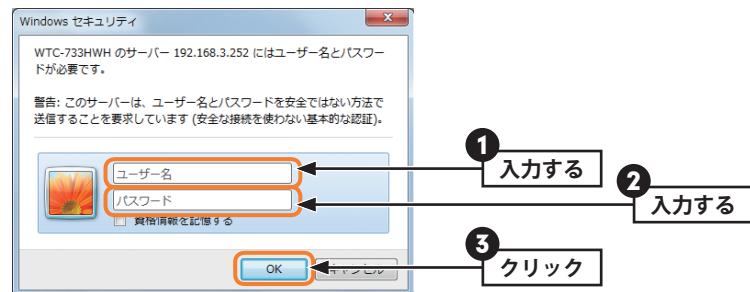 Windows セキュリティ
WTC-733HWH のサーバー 192.168.3.252 にはユーザー名とパスワー
ドが必要です。
警告: このサーバーは、ユーザー名とパスワードを安全ではない方法で
送信することを要求しています (安全な接続を使わない基本的な認証)。
ユーザー名
パスワード
資格情報を記憶する
OK
キャンセル
1
入力する
2
入力する
3
クリック